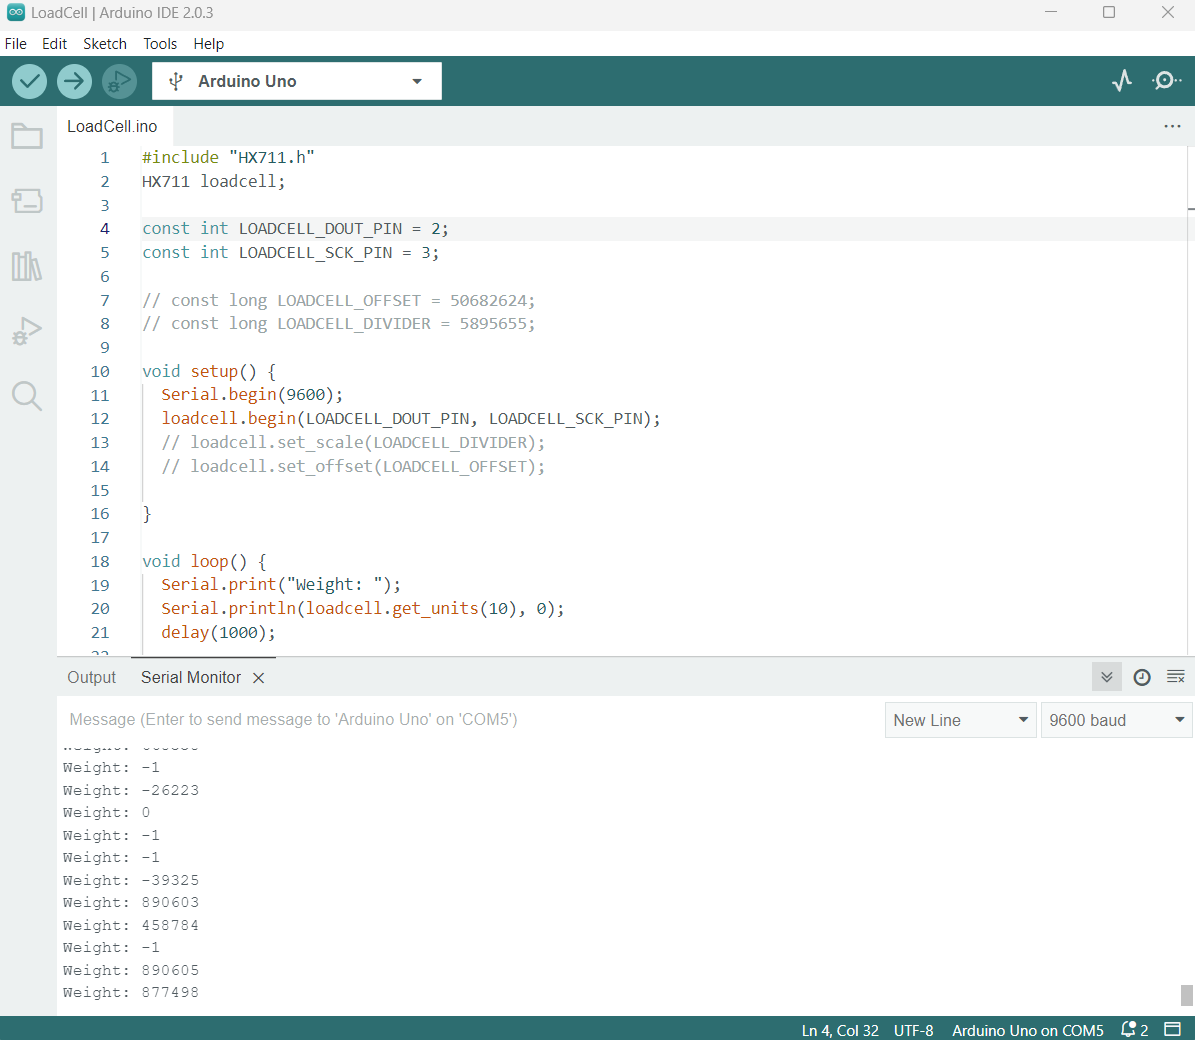 LoadCell | Arduino IDE 2.0.3
File Edit Sketch Tools Help
Arduino Uno
LoadCell.ino
1 #include "HX711.h"
2 HX711 loadcell;
3
4 const int LOADCELL_DOUT_PIN = 2;
5 const int LOADCELL_SCK_PIN = 3;
6
7 // const long LOADCELL_OFFSET = 50682624;
8 // const long LOADCELL_DIVIDER = 5895655;
9
10 void setup() {
11 Serial.begin(9600);
12 loadcell.begin(LOADCELL_DOUT_PIN, LOADCELL_SCK_PIN);
13 // loadcell.set_scale(LOADCELL_DIVIDER);
14 // loadcell.set_offset(LOADCELL_OFFSET);
15
16 }
17
18 void loop() {
19 Serial.print("Weight: ");
20 Serial.println(loadcell.get_units(10), 0);
21 delay(1000);
Output Serial Monitor
Message (Enter to send message to 'Arduino Uno' on 'COM5')
New Line 9600 baud
Weight: -1
Weight: -26223
Weight: 0
Weight: -1
Weight: -1
Weight: -39325
Weight: 890603
Weight: 458784
Weight: -1
Weight: 890605
Weight: 877498
Ln 4, Col 32 UTF-8 Arduino Uno on COM5 2